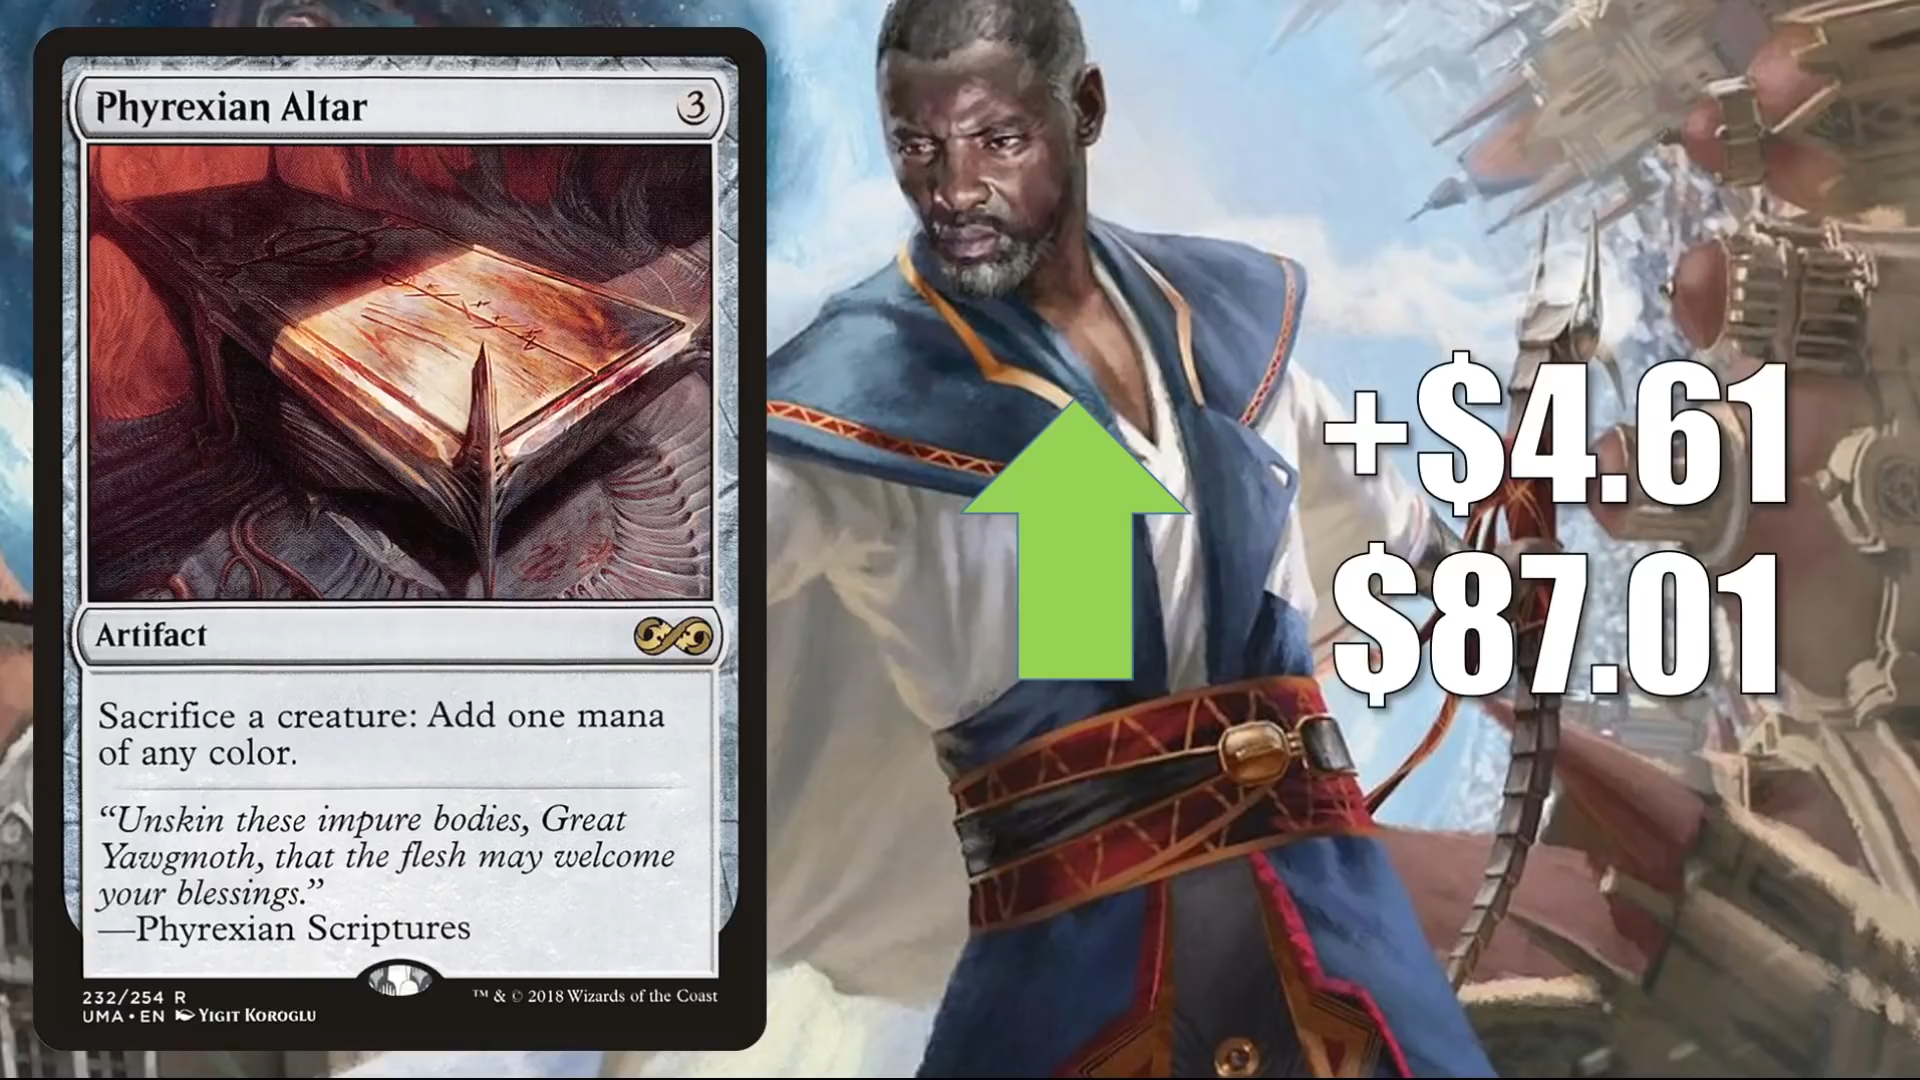 Phyrexian Altar
3
Artifact
Sacrifice a creature: Add one mana
of any color.
“Unskin these impure bodies, Great
Yawgmoth, that the flesh may welcome
your blessings.”
—Phyrexian Scriptures
232/254 R
UMA • EN YIGIT KOROGLU
™ & © 2018 Wizards of the Coast
+$4.61
$87.01